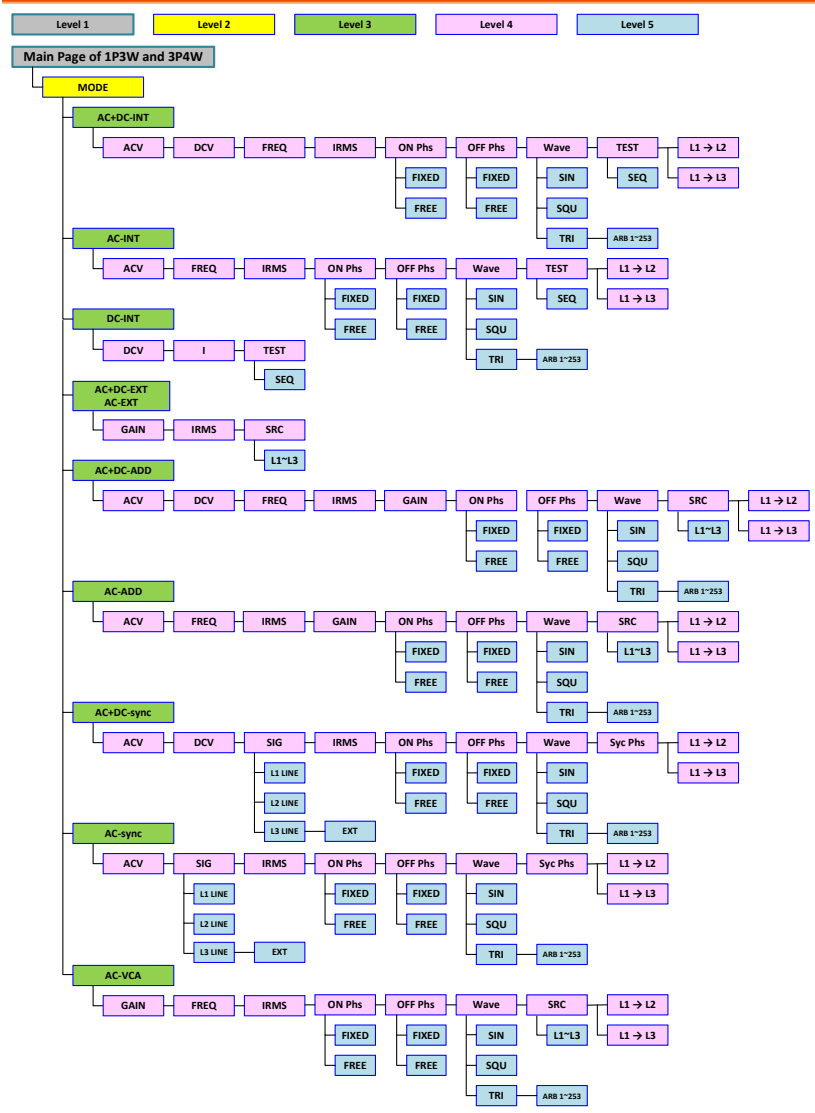 Level 1 Level 2 Level 3 Level 4 Level 5
Main Page of 1P3W and 3P4W
MODE
AC+DC-INT
ACV DCV FREQ IRMS ON Phs OFF Phs Wave TEST L1 → L2
FIXED FIXED SIN SEQ L1 → L3
FREE FREE SQU
TRI ARB 1~253
AC-INT
ACV FREQ IRMS ON Phs OFF Phs Wave TEST L1 → L2
FIXED FIXED SIN SEQ L1 → L3
FREE FREE SQU
TRI ARB 1~253
DC-INT
DCV I TEST
SEQ
AC+DC-EXT
AC-EXT
GAIN IRMS SRC
L1~L3
AC+DC-ADD
ACV DCV FREQ IRMS GAIN ON Phs OFF Phs Wave SRC L1 → L2
FIXED FIXED SIN L1~L3 L1 → L3
FREE FREE SQU
TRI ARB 1~253
AC-ADD
ACV FREQ IRMS GAIN ON Phs OFF Phs Wave SRC L1 → L2
FIXED FIXED SIN L1~L3 L1 → L3
FREE FREE SQU
TRI ARB 1~253
AC+DC-sync
ACV DCV SIG IRMS ON Phs OFF Phs Wave Syc Phs L1 → L2
L1 LINE FIXED FIXED SIN L1 → L3
L2 LINE FREE FREE SQU
L3 LINE EXT TRI ARB 1~253
AC-sync
ACV SIG IRMS ON Phs OFF Phs Wave Syc Phs L1 → L2
L1 LINE FIXED FIXED SIN L1 → L3
L2 LINE FREE FREE SQU
L3 LINE EXT TRI ARB 1~253
AC-VCA
GAIN FREQ IRMS ON Phs OFF Phs Wave SRC L1 → L2
FIXED FIXED SIN L1~L3 L1 → L3
FREE FREE SQU
TRI ARB 1~253